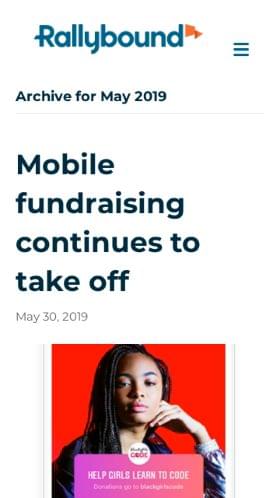 Rallybound
Archive for May 2019
Mobile
fundraising
continues to
take off
May 30, 2019
black girls
CODE
HELP GIRLS LEARN TO CODE
Donations go to blackgirlscode